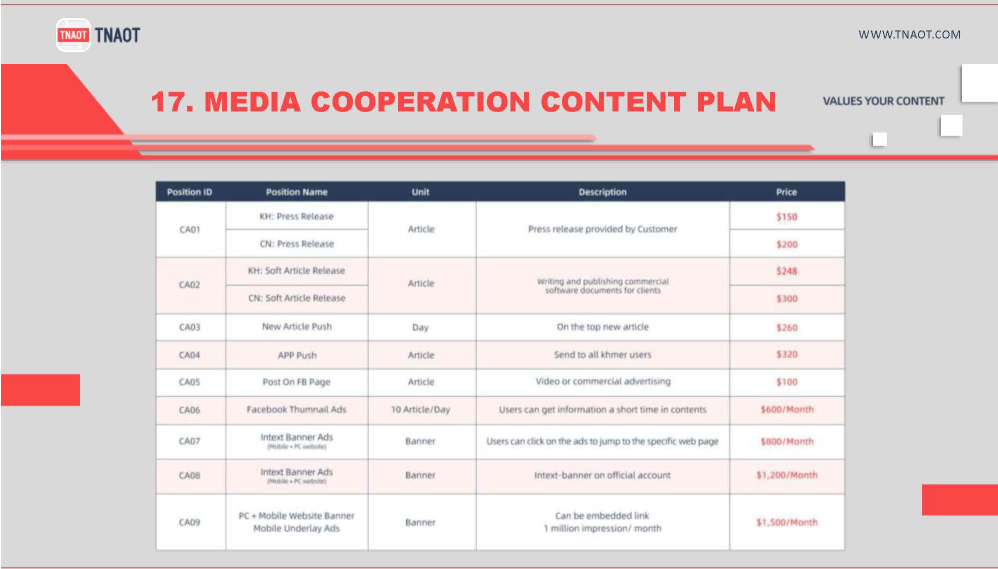 TNAOT TNAOT
WWW.TNAOT.COM
17. MEDIA COOPERATION CONTENT PLAN
VALUES YOUR CONTENT
Position ID Position Name Unit Description Price
CA01 KH: Press Release Article Press release provided by Customer $150
CN: Press Release $200
CA02 KH: Soft Article Release Article Writing and publishing commercial software documents for clients $248
CN: Soft Article Release $300
CA03 New Article Push Day On the top new article $260
CA04 APP Push Article Send to all khmer users $320
CA05 Post On FB Page Article Video or commercial advertising $100
CA06 Facebook Thumnail Ads 10 Article/Day Users can get information a short time in contents $600/Month
CA07 Intext Banner Ads (Mobile + PC website) Banner Users can click on the ads to jump to the specific web page $800/Month
CA08 Intext Banner Ads (Mobile + PC website) Banner Intext-banner on official account $1,200/Month
CA09 PC + Mobile Website Banner Mobile Underlay Ads Banner Can be embedded link 1 million impression/ month $1,500/Month